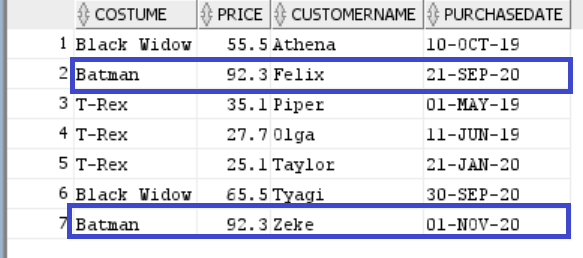 COSTUME PRICE CUSTOMERNAME PURCHASEDATE
1 Black Widow 55.5 Athena 10-OCT-19
2 Batman 92.3 Felix 21-SEP-20
3 T-Rex 35.1 Piper 01-MAY-19
4 T-Rex 27.7 Olga 11-JUN-19
5 T-Rex 25.1 Taylor 21-JAN-20
6 Black Widow 65.5 Tyagi 30-SEP-20
7 Batman 92.3 Zeke 01-NOV-20